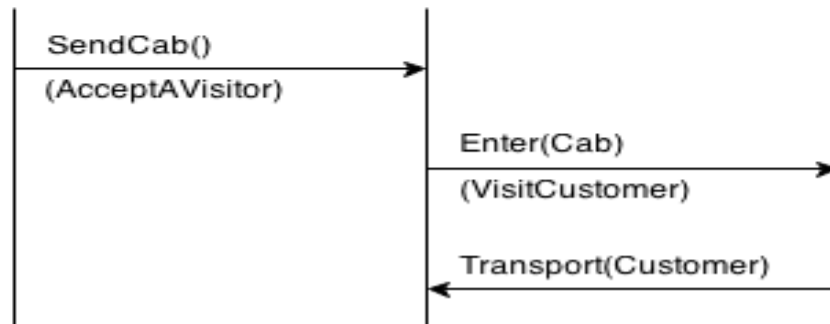 SendCab()
(AcceptAVisitor)
Enter(Cab)
(VisitCustomer)
Transport(Customer)